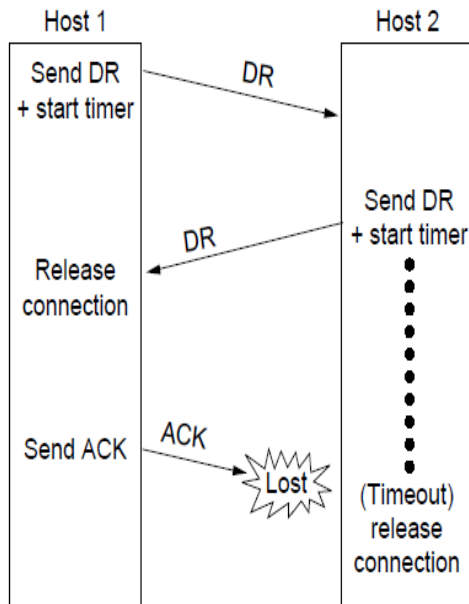 Host 1
Host 2
Send DR
+ start timer
DR
Send DR
+ start timer
DR
Release
connection
Send ACK
ACK
Lost
(Timeout)
release
connection